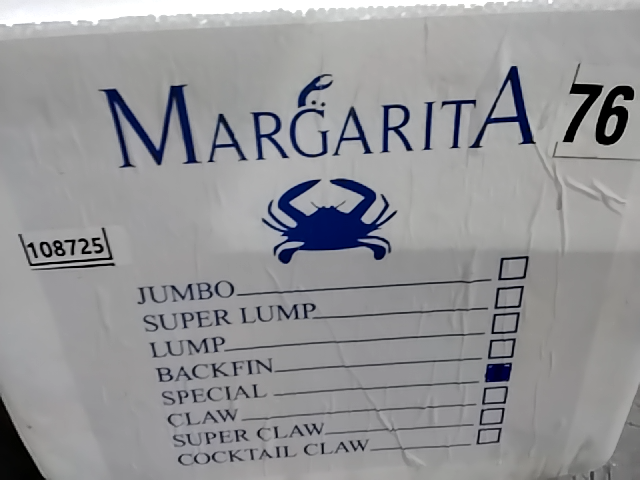 MARGARITA
76
108725
JUMBO
SUPER LUMP
LUMP
BACKFIN
SPECIAL
CLAW
SUPER CLAW
COCKTAIL CLAW